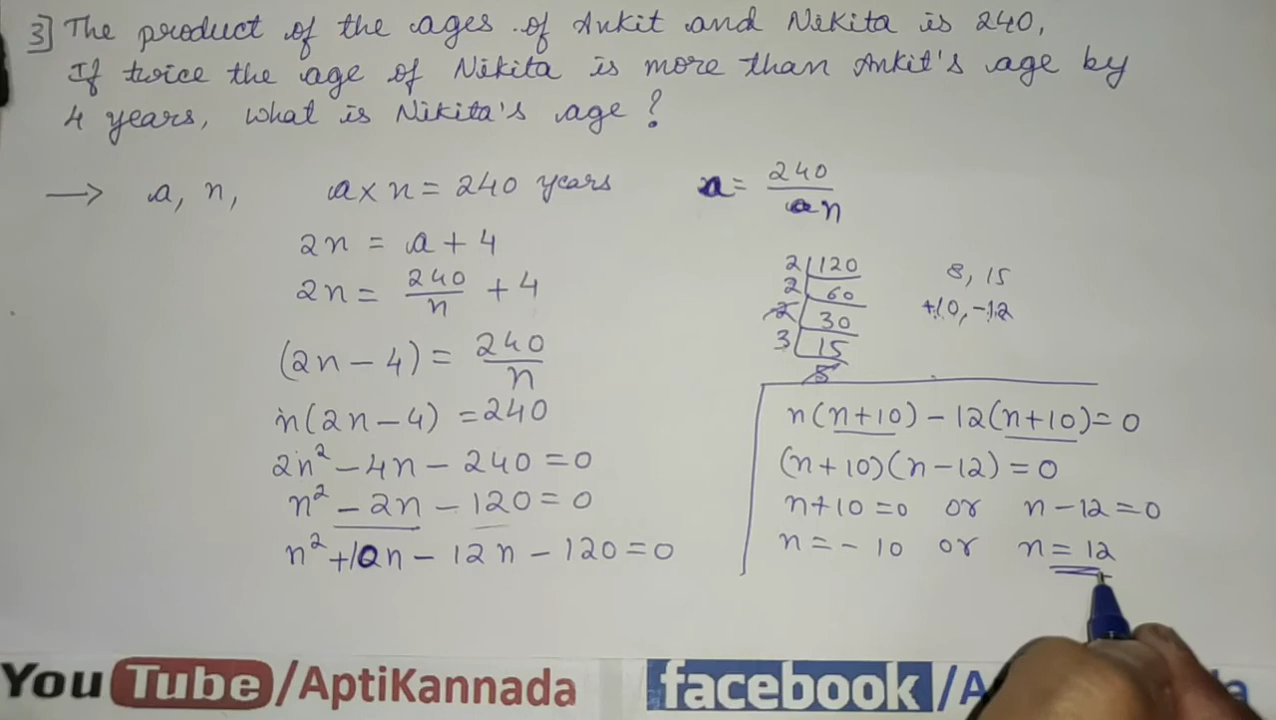 3] The product of the ages of Ankit and Nikita is 240,
If twice the age of Nikita is more than Ankit's age by
4 years, what is Nikita's age ?
→ a, n, a × n = 240 years a = 240/n
2n = a + 4
2n = 240/n + 4
(2n − 4) = 240/n
n(2n − 4) = 240
2n² − 4n − 240 = 0
n² − 2n − 120 = 0
n² + 10n − 12n − 120 = 0
2 | 120
2 | 60
2 | 30
3 | 15
5
8, 15
+10, −12
n(n+10) − 12(n+10) = 0
(n+10)(n−12) = 0
n+10 = 0 or n − 12 = 0
n = − 10 or n = 12
You Tube /AptiKannada
facebook /A